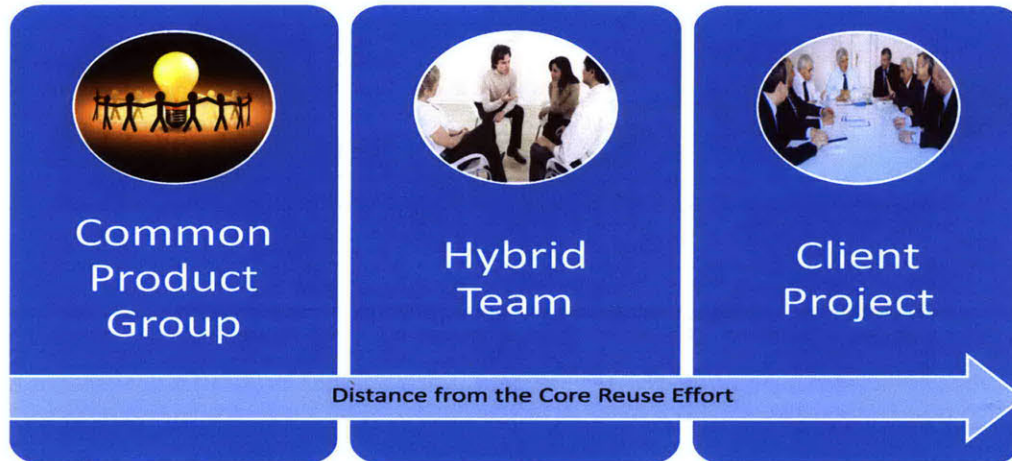 Common
Product
Group
Hybrid
Team
Client
Project
Distance from the Core Reuse Effort